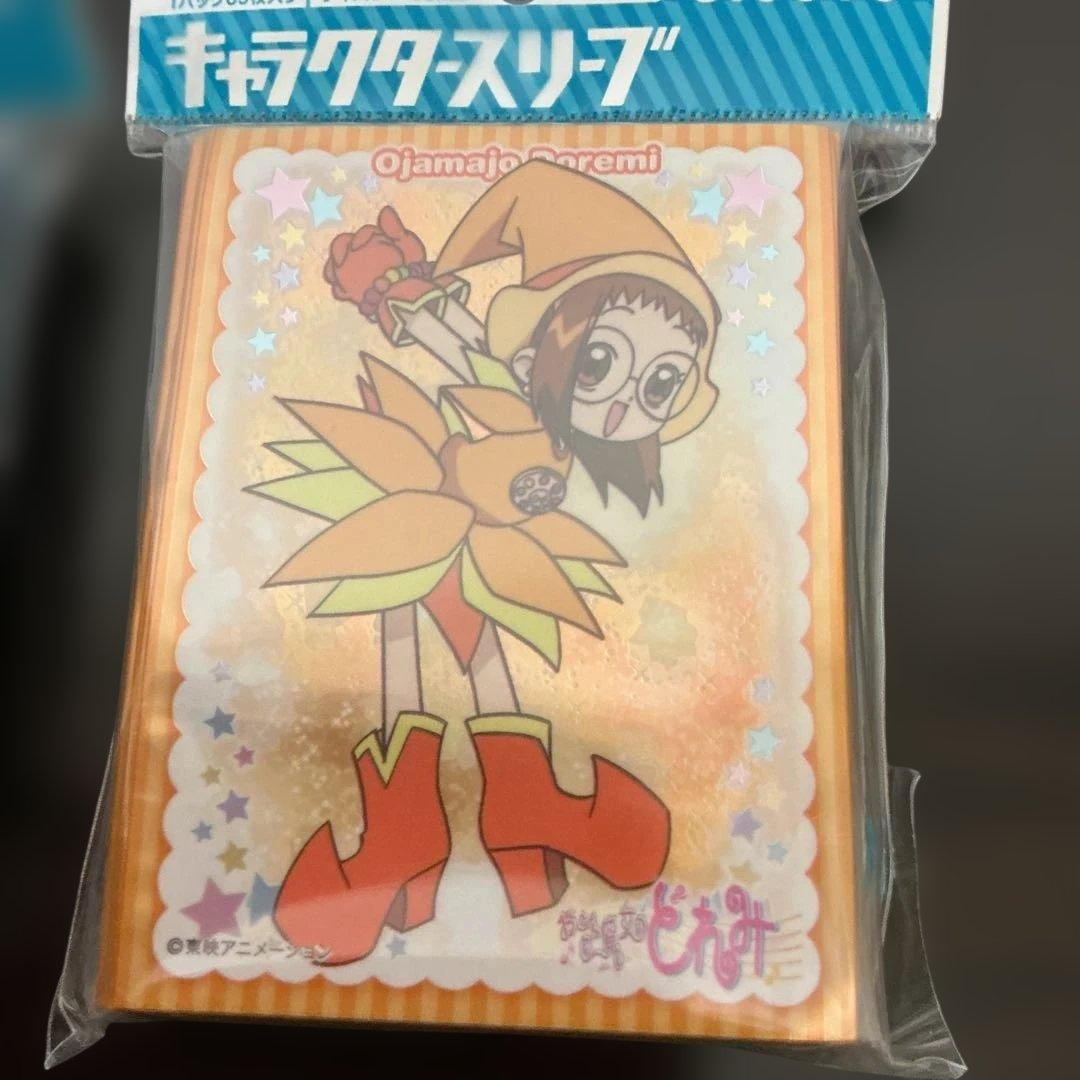 キャラクタースリーブ
Ojamajo Doremi
おジャ魔女どれみ
©東映アニメーション